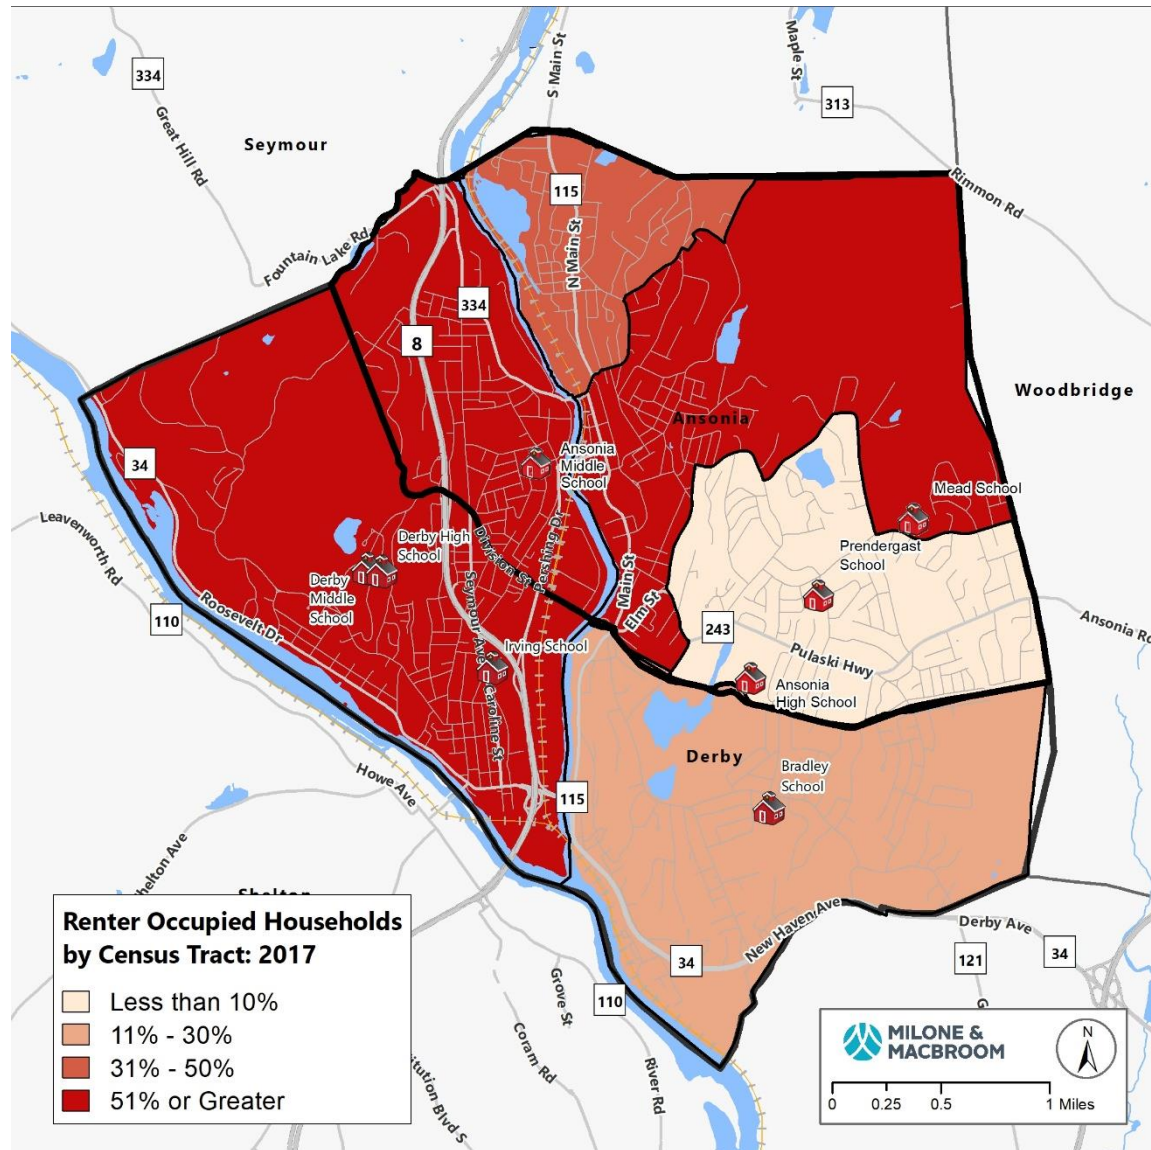 334
Great Hill Rd
Seymour
S Main St
Maple St
313
Rimmon Rd
Fountain Lake Rd
115
N Main St
334
8
Woodbridge
Ansonia
34
Ansonia
Middle
School
Mead School
Leavenworth Rd
Derby High
School
Division St
Pershing Dr
Prendergast
School
Derby
Middle
School
Seymour Ave
Main St
Elm St
243
Ansonia Rd
110
Roosevelt Dr
Irving School
Pulaski Hwy
Caroline St
Ansonia
High School
Derby
Bradley
School
Howe Ave
115
Shelton Ave
Shelton
New Haven Ave
Derby Ave
34
34
121
G
Grove St
110
Coram Rd
River Rd
itution Blvd S
Renter Occupied Households
by Census Tract: 2017
Less than 10%
11% - 30%
31% - 50%
51% or Greater
MILONE &
MACBROOM
N
0 0.25 0.5 1 Miles